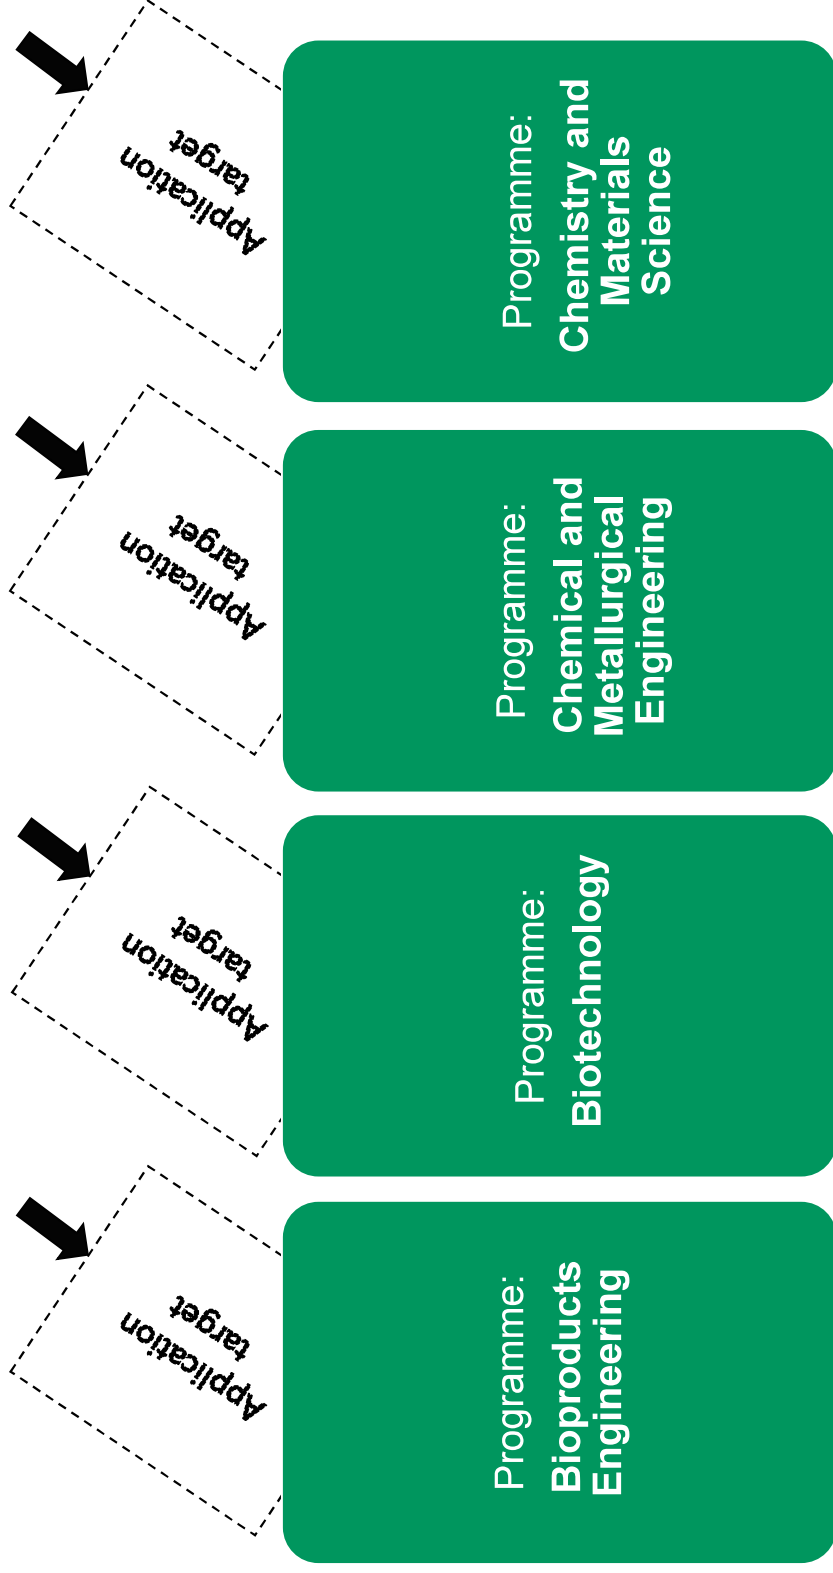 Application
target
Application
target
Application
target
Application
target
Programme:
Bioproducts
Engineering
Programme:
Biotechnology
Programme:
Chemical and
Metallurgical
Engineering
Programme:
Chemistry and
Materials
Science